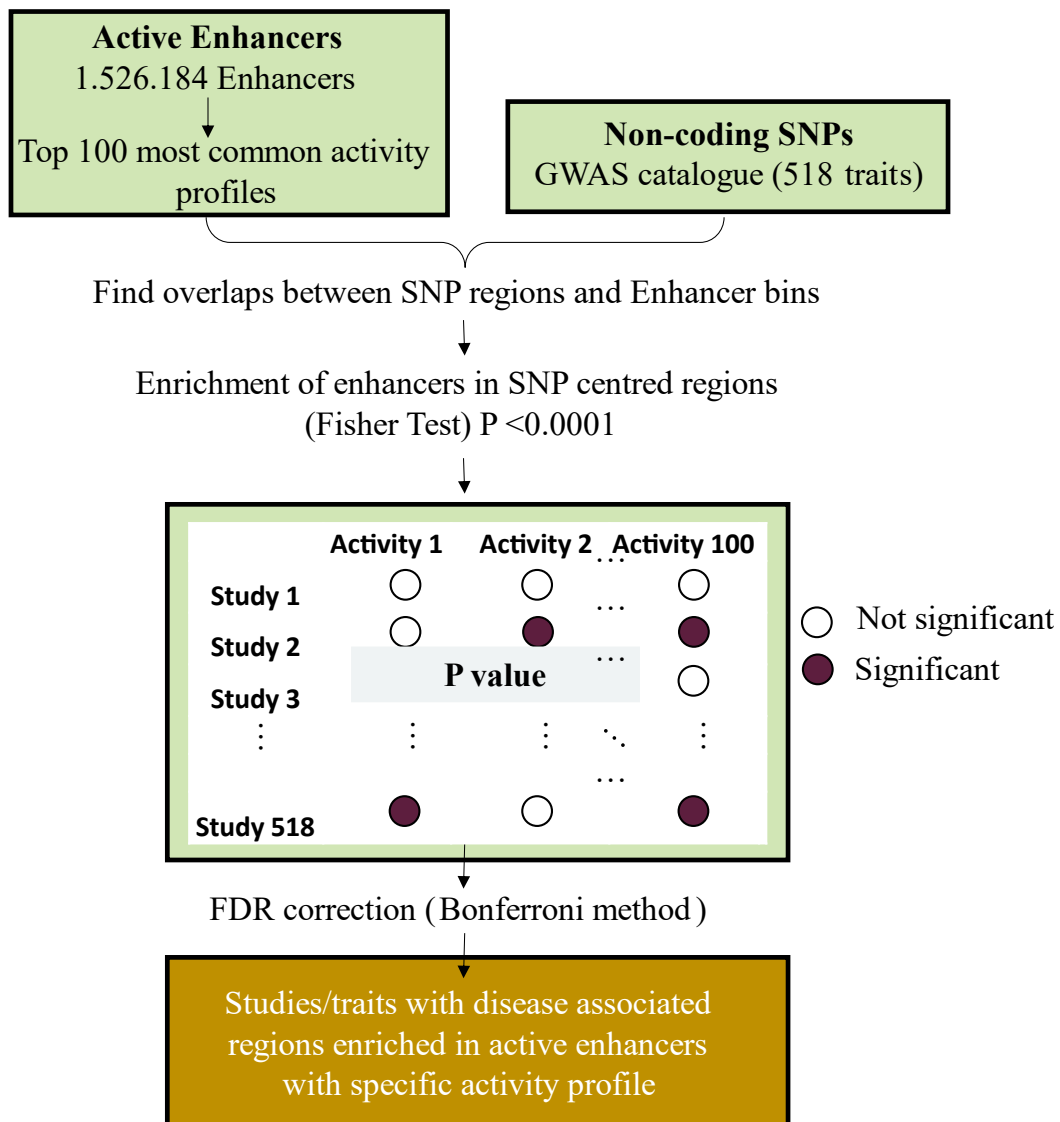 Active Enhancers
1.526.184 Enhancers
Top 100 most common activity
profiles
Non-coding SNPs
GWAS catalogue (518 traits)
Find overlaps between SNP regions and Enhancer bins
Enrichment of enhancers in SNP centred regions
(Fisher Test) P <0.0001
Activity 1 Activity 2 ... Activity 100
Study 1 ...
Study 2 ...
P value
Study 3
⋮ ⋮ ⋮ ⋱ ⋮
...
Study 518
Not significant
Significant
FDR correction (Bonferroni method)
Studies/traits with disease associated
regions enriched in active enhancers
with specific activity profile